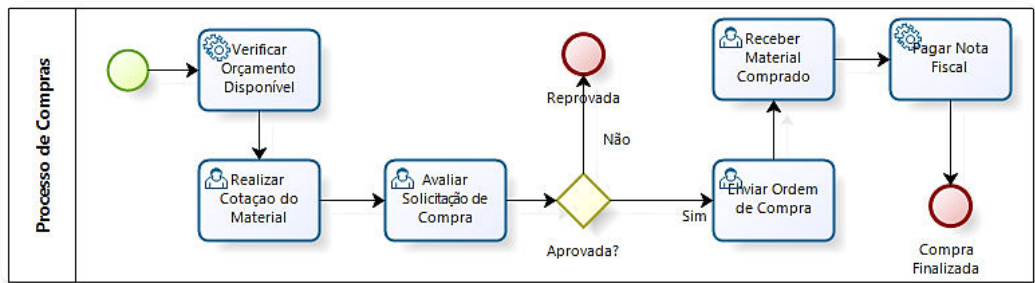 Processo de Compras
Verificar
Orçamento
Disponível
Realizar
Cotaçao do
Material
Avaliar
Solicitação de
Compra
Aprovada?
Não
Reprovada
Sim
Enviar Ordem
de Compra
Receber
Material
Comprado
Pagar Nota
Fiscal
Compra
Finalizada